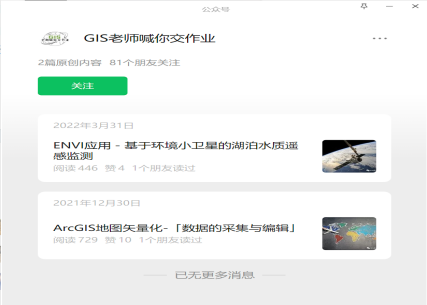 公众号
GIS老师喊你交作业
2篇原创内容 81个朋友关注
关注
2022年3月31日
ENVI应用 - 基于环境小卫星的湖泊水质遥
感监测
阅读 446 赞 4 1个朋友读过
2021年12月30日
ArcGIS地图矢量化-「数据的采集与编辑」
阅读 729 赞 10 1个朋友读过
已无更多消息